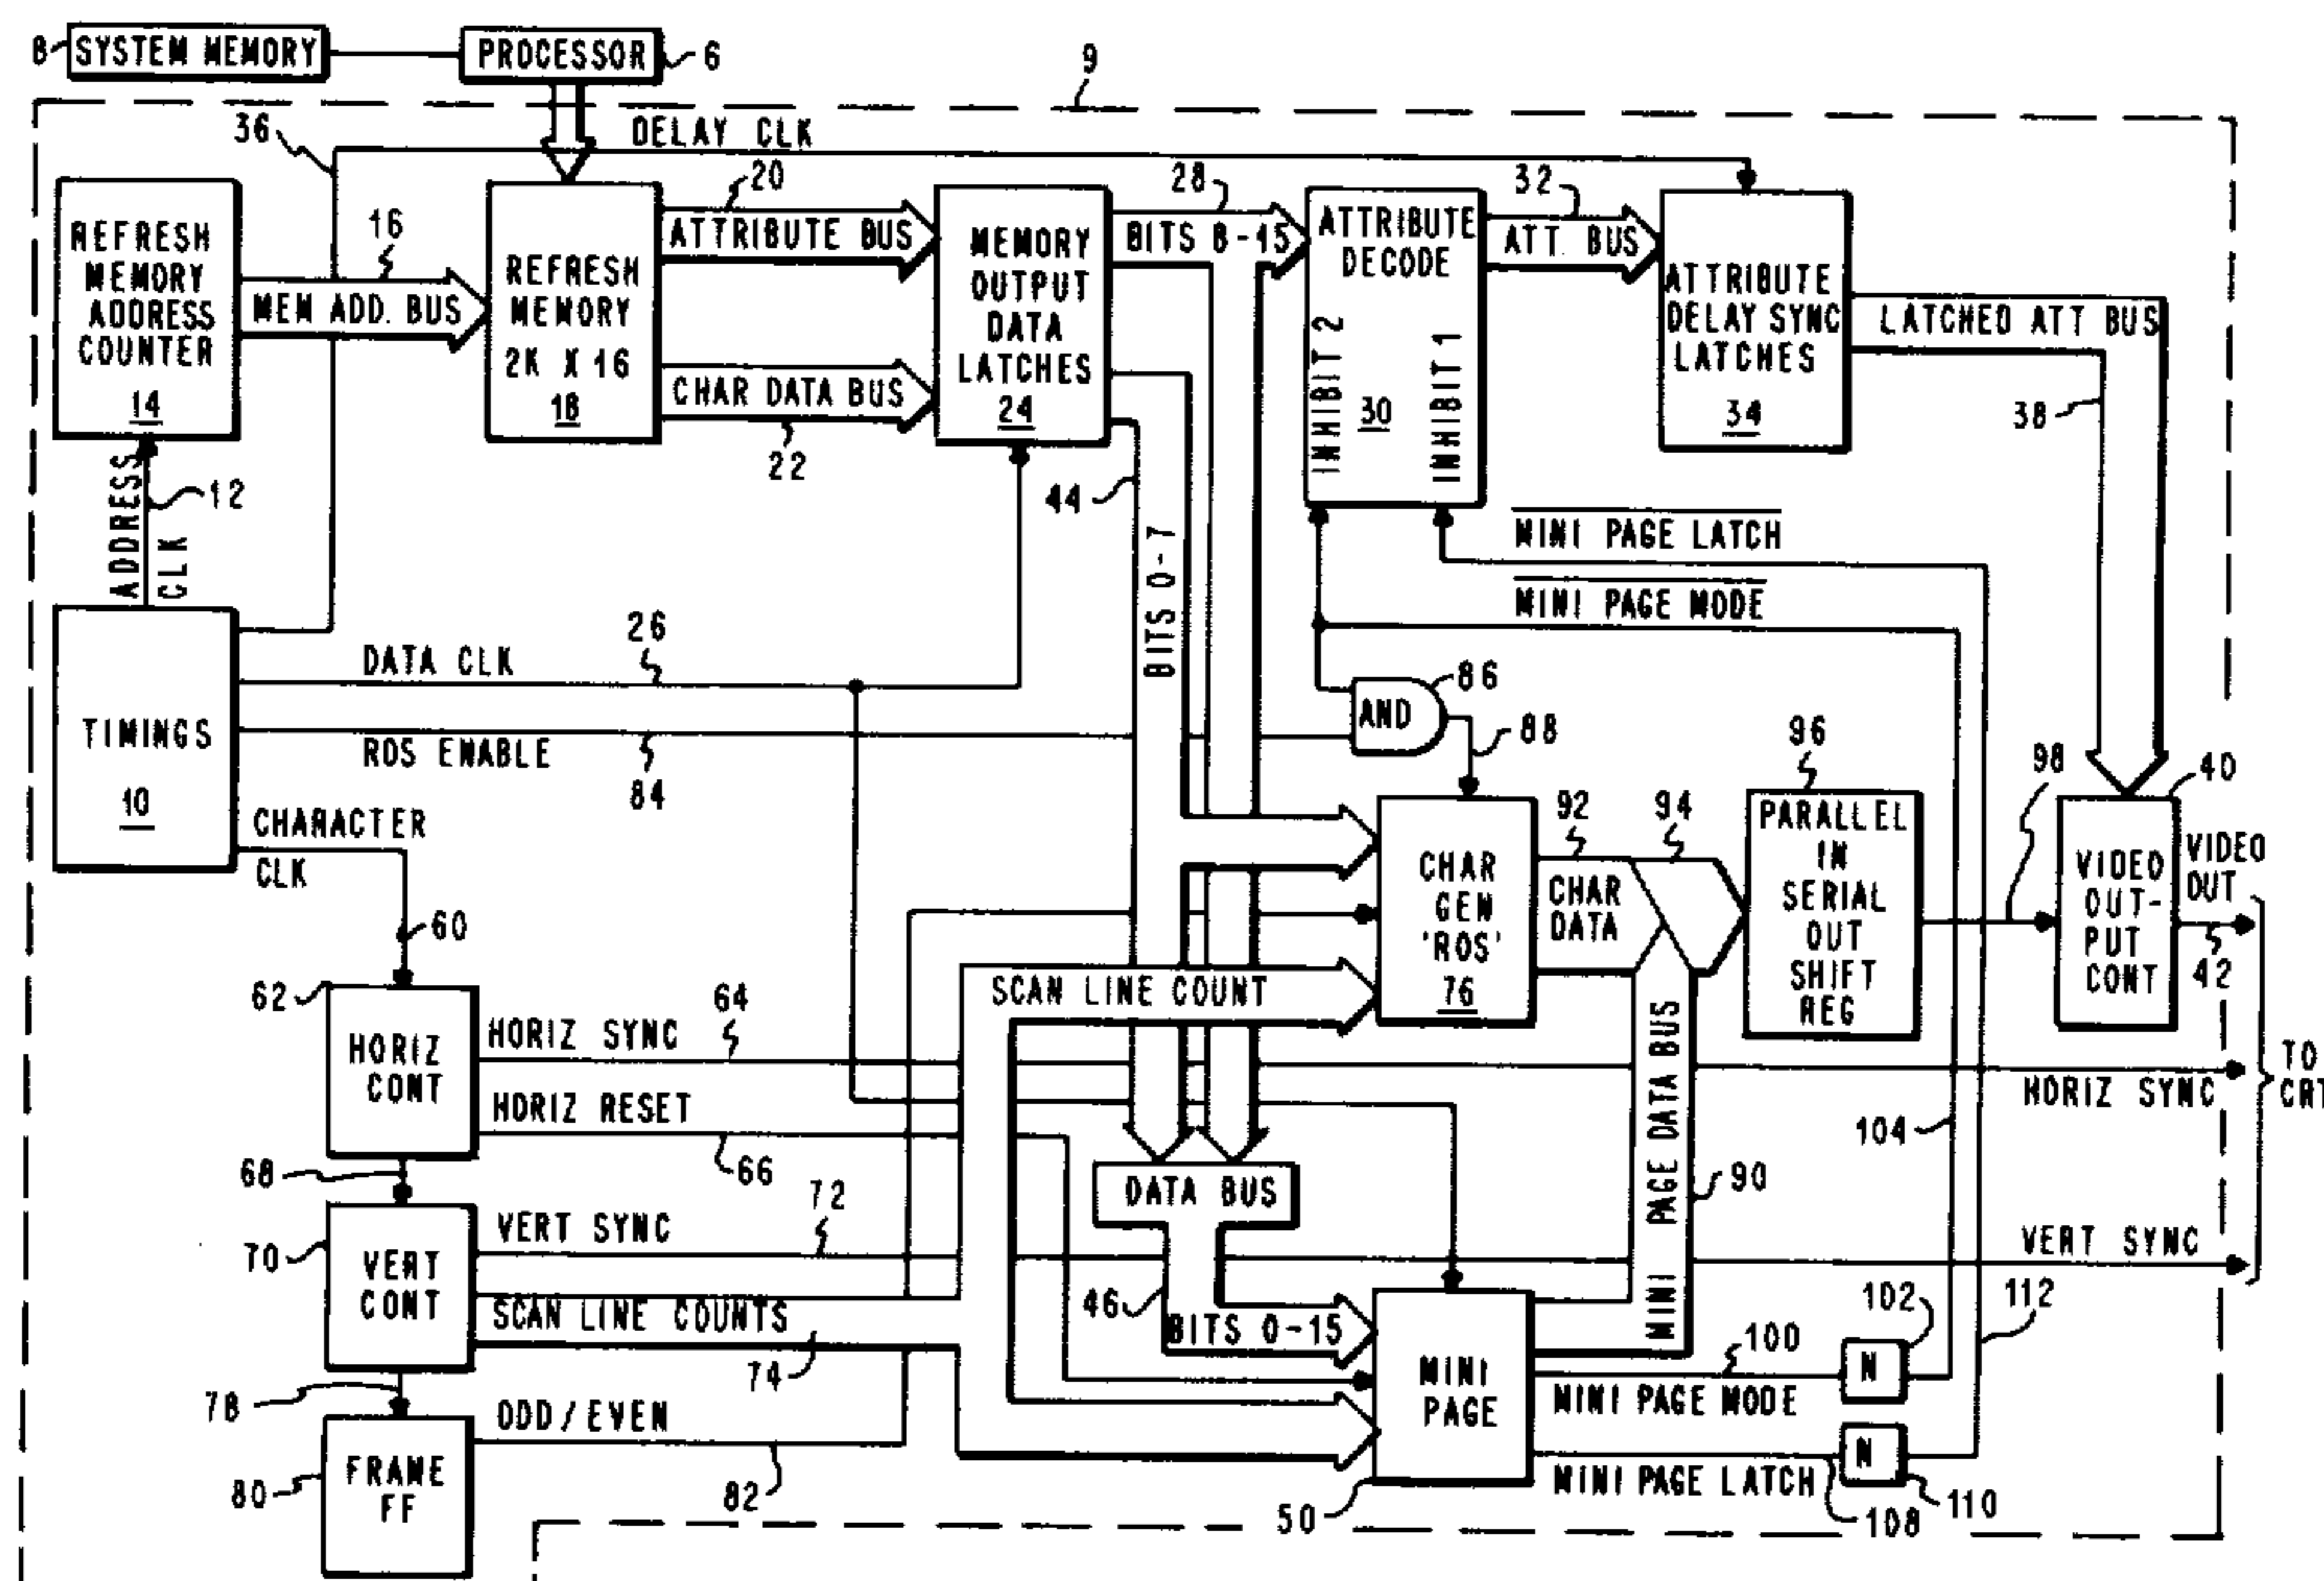 8
SYSTEM MEMORY
PROCESSOR
6
9
36
DELAY CLK
REFRESH
MEMORY
ADDRESS
COUNTER
14
16
MEM ADD. BUS
REFRESH
MEMORY
2K X 16
18
20
ATTRIBUTE BUS
CHAR DATA BUS
22
MEMORY
OUTPUT
DATA
LATCHES
24
28
BITS 8-15
ATTRIBUTE
DECODE
INHIBIT 2
30
INHIBIT 1
32
ATT. BUS
ATTRIBUTE
DELAY SYNC
LATCHES
34
LATCHED ATT BUS
38
ADDRESS
CLK
12
44
BITS 0-7
MINI PAGE LATCH
MINI PAGE MODE
TIMINGS
10
DATA CLK
26
ROS ENABLE
84
CHARACTER
CLK
AND
86
88
60
CHAR
GEN
'ROS'
76
92
CHAR
DATA
94
96
PARALLEL
IN
SERIAL
OUT
SHIFT
REG
98
40
VIDEO
OUT-
PUT
CONT
VIDEO
OUT
42
SCAN LINE COUNT
62
HORIZ
CONT
HORIZ SYNC
64
HORIZ RESET
66
68
MINI PAGE DATA BUS
90
104
HORIZ SYNC
TO
CRT
DATA BUS
70
VERT
CONT
VERT SYNC
72
SCAN LINE COUNTS
74
46
BITS 0-15
VERT SYNC
78
80
FRAME
FF
ODD/EVEN
82
MINI
PAGE
50
100
MINI PAGE MODE
102
N
112
MINI PAGE LATCH
108
N
110